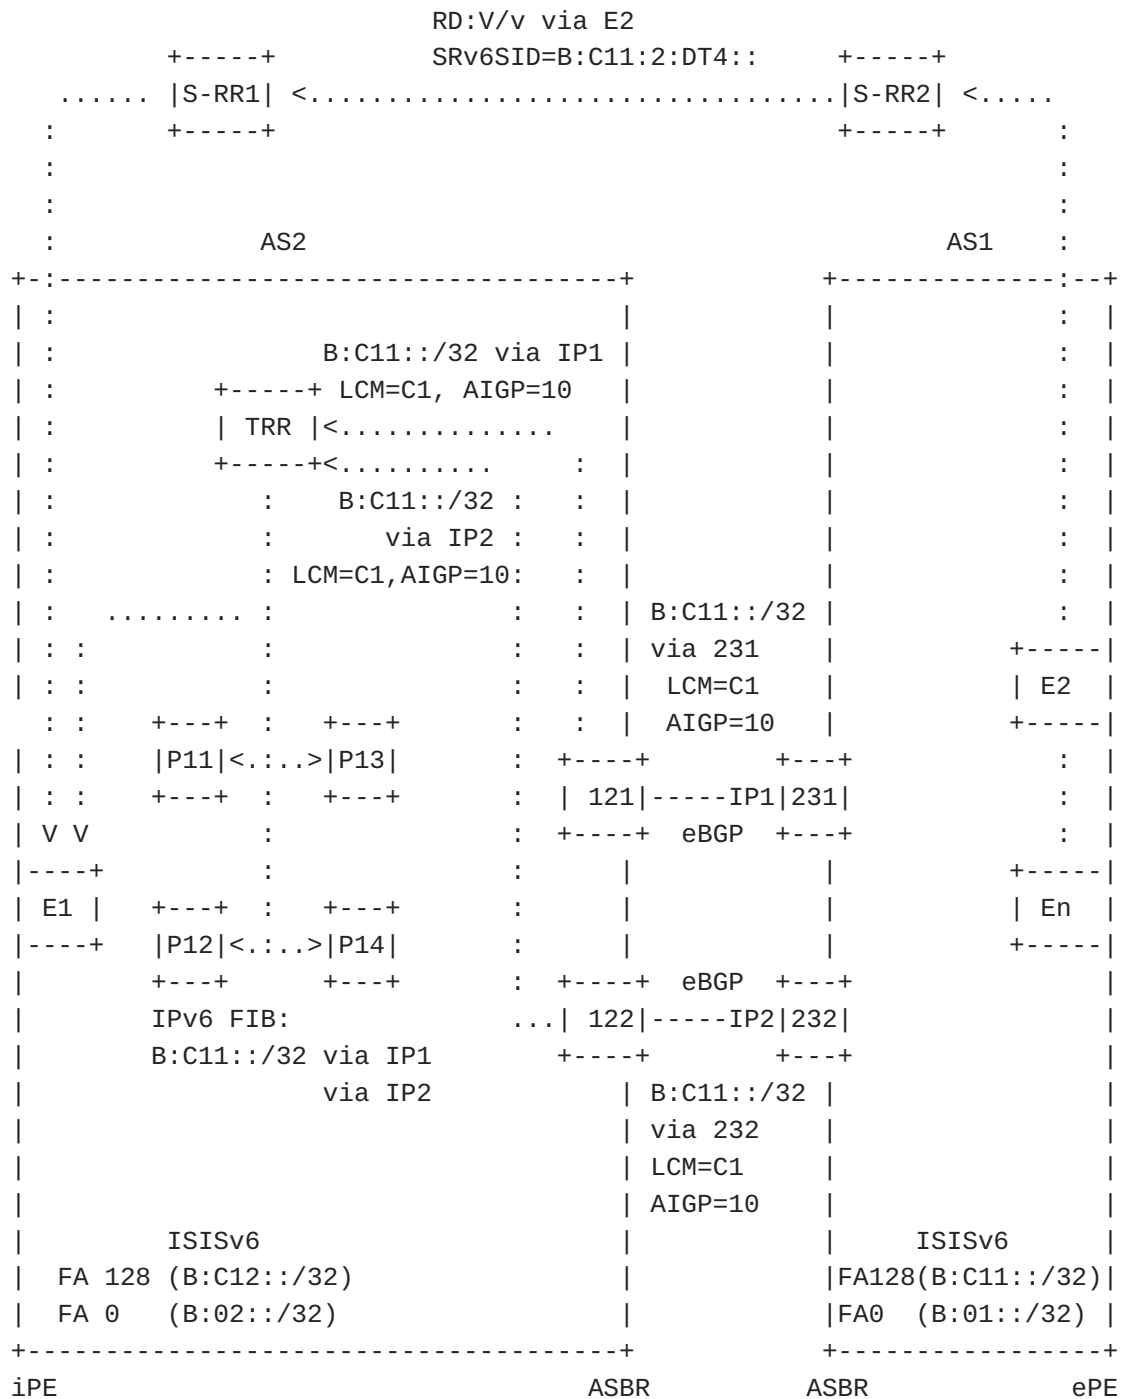 RD:V/v via E2
          +-----+          SRv6SID=B:C11:2:DT4::     +-----+
   ...... |S-RR1| <..................................|S-RR2| <.....
  :       +-----+                                    +-----+       :
  :                                                                :
  :                                                                :
  :             AS2                                         AS1    :
+-:------------------------------------+            +--------------:--+
| :                                    |            |              :  |
| :                 B:C11::/32 via IP1 |            |              :  |
| :          +-----+ LCM=C1, AIGP=10   |            |              :  |
| :          | TRR |<..............    |            |              :  |
| :          +-----+<..........     :  |            |              :  |
| :             :    B:C11::/32 :   :  |            |              :  |
| :             :       via IP2 :   :  |            |              :  |
| :             : LCM=C1,AIGP=10:   :  |            |              :  |
| :   ......... :               :   :  | B:C11::/32 |              :  |
| : :           :               :   :  | via 231    |           +-----|
| : :           :               :   :  |  LCM=C1    |           | E2  |
  : :    +---+  :   +---+       :   :  |  AIGP=10   |           +-----|
| : :    |P11|<.:..>|P13|       :  +----+        +---+             :  |
| : :    +---+  :   +---+       :  | 121|-----IP1|231|             :  |
| V V           :               :  +----+  eBGP  +---+             :  |
|----+          :               :      |            |           +-----|
| E1 |   +---+  :   +---+       :      |            |           | En  |
|----+   |P12|<.:..>|P14|       :      |            |           +-----|
|        +---+      +---+       :  +----+  eBGP  +---+                |
|        IPv6 FIB:              ...| 122|-----IP2|232|                |
|        B:C11::/32 via IP1        +----+        +---+                |
|                   via IP2            | B:C11::/32 |                 |
|                                      | via 232    |                 |
|                                      | LCM=C1     |                 |
|                                      | AIGP=10    |                 |
|         ISISv6                       |            |     ISISv6      |
|  FA 128 (B:C12::/32)                 |            |FA128(B:C11::/32)|
|  FA 0   (B:02::/32)                  |            |FA0  (B:01::/32) |
+--------------------------------------+            +-----------------+
iPE                                  ASBR          ASBR             ePE